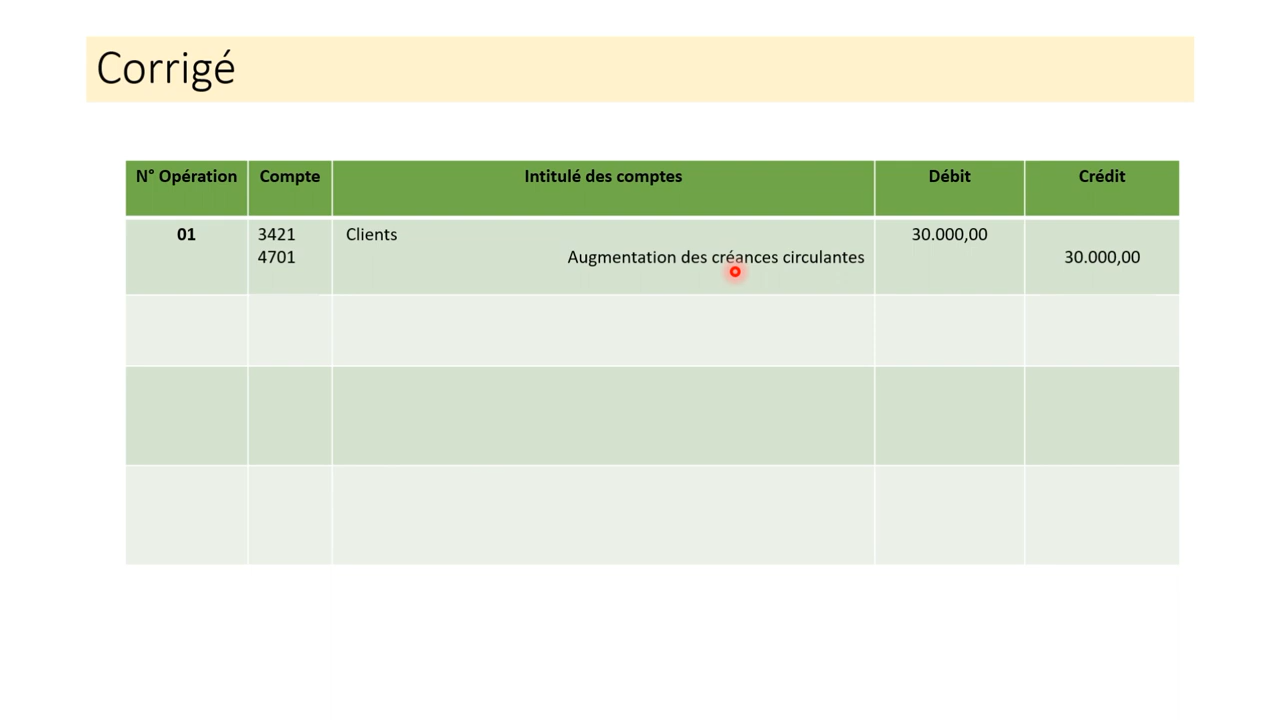 Corrigé
N° Opération Compte Intitulé des comptes Débit Crédit
01 3421 Clients 30.000,00
4701 Augmentation des créances circulantes 30.000,00